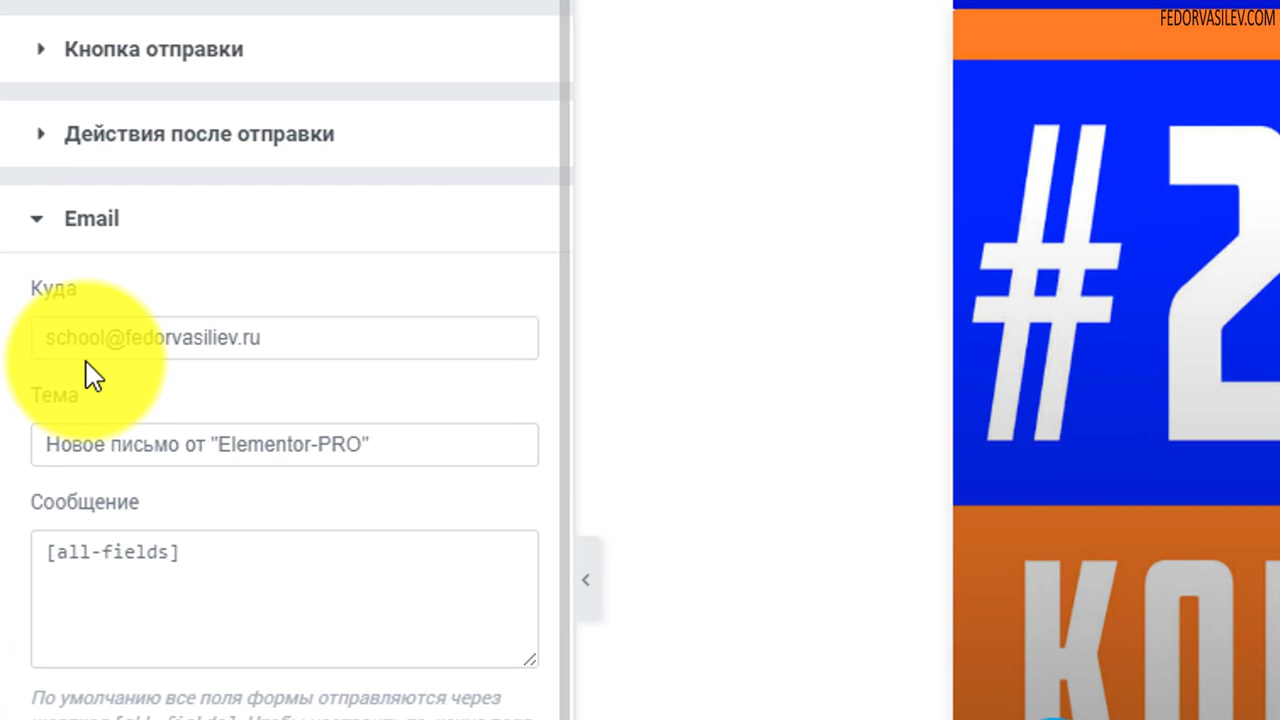 FEDORVASILEV.COM
Кнопка отправки
Действия после отправки
Email
Куда
school@fedorvasiliev.ru
Тема
Новое письмо от "Elementor-PRO"
Сообщение
[all-fields]
По умолчанию все поля формы отправляются через
#2